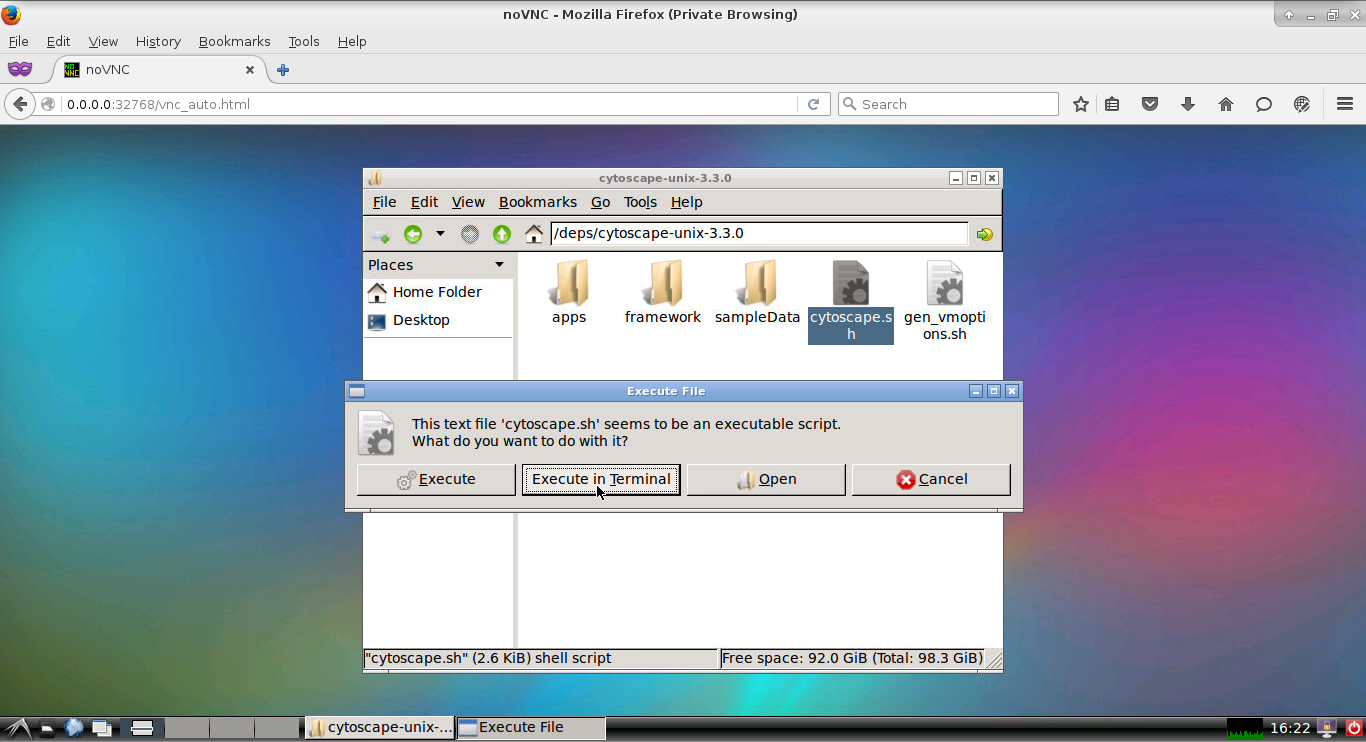 noVNC - Mozilla Firefox (Private Browsing)
File Edit View History Bookmarks Tools Help
NO VNC noVNC
0.0.0.0:32768/vnc_auto.html Search
cytoscape-unix-3.3.0
File Edit View Bookmarks Go Tools Help
/deps/cytoscape-unix-3.3.0
Places
Home Folder
Desktop
apps framework sampleData cytoscape.s gen_vmopti
h ons.sh
Execute File
This text file 'cytoscape.sh' seems to be an executable script.
What do you want to do with it?
Execute Execute in Terminal Open Cancel
"cytoscape.sh" (2.6 KiB) shell script Free space: 92.0 GiB (Total: 98.3 GiB)
cytoscape-unix-... Execute File 16:22